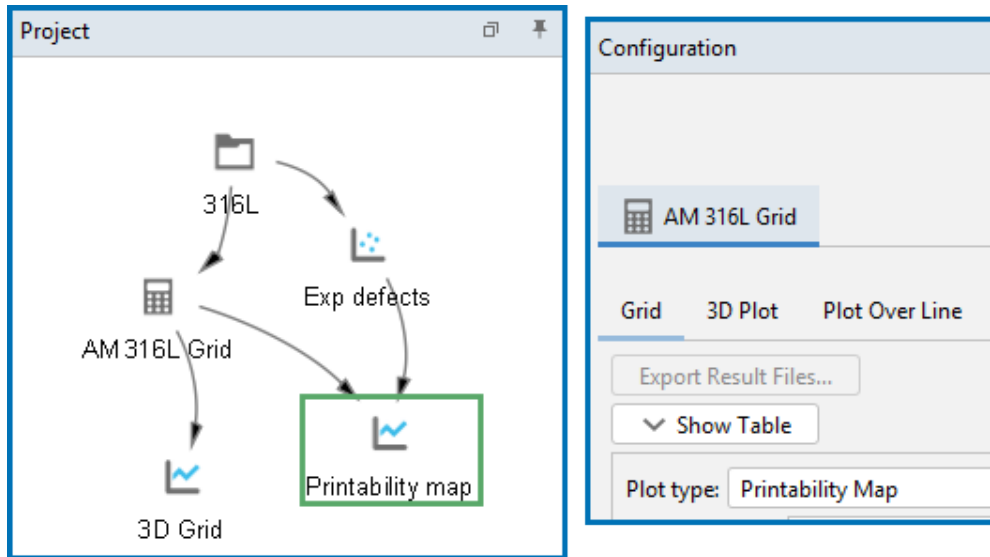 Project
316L
Exp defects
AM 316L Grid
Printability map
3D Grid
Configuration
AM 316L Grid
Grid 3D Plot Plot Over Line
Export Result Files...
Show Table
Plot type: Printability Map